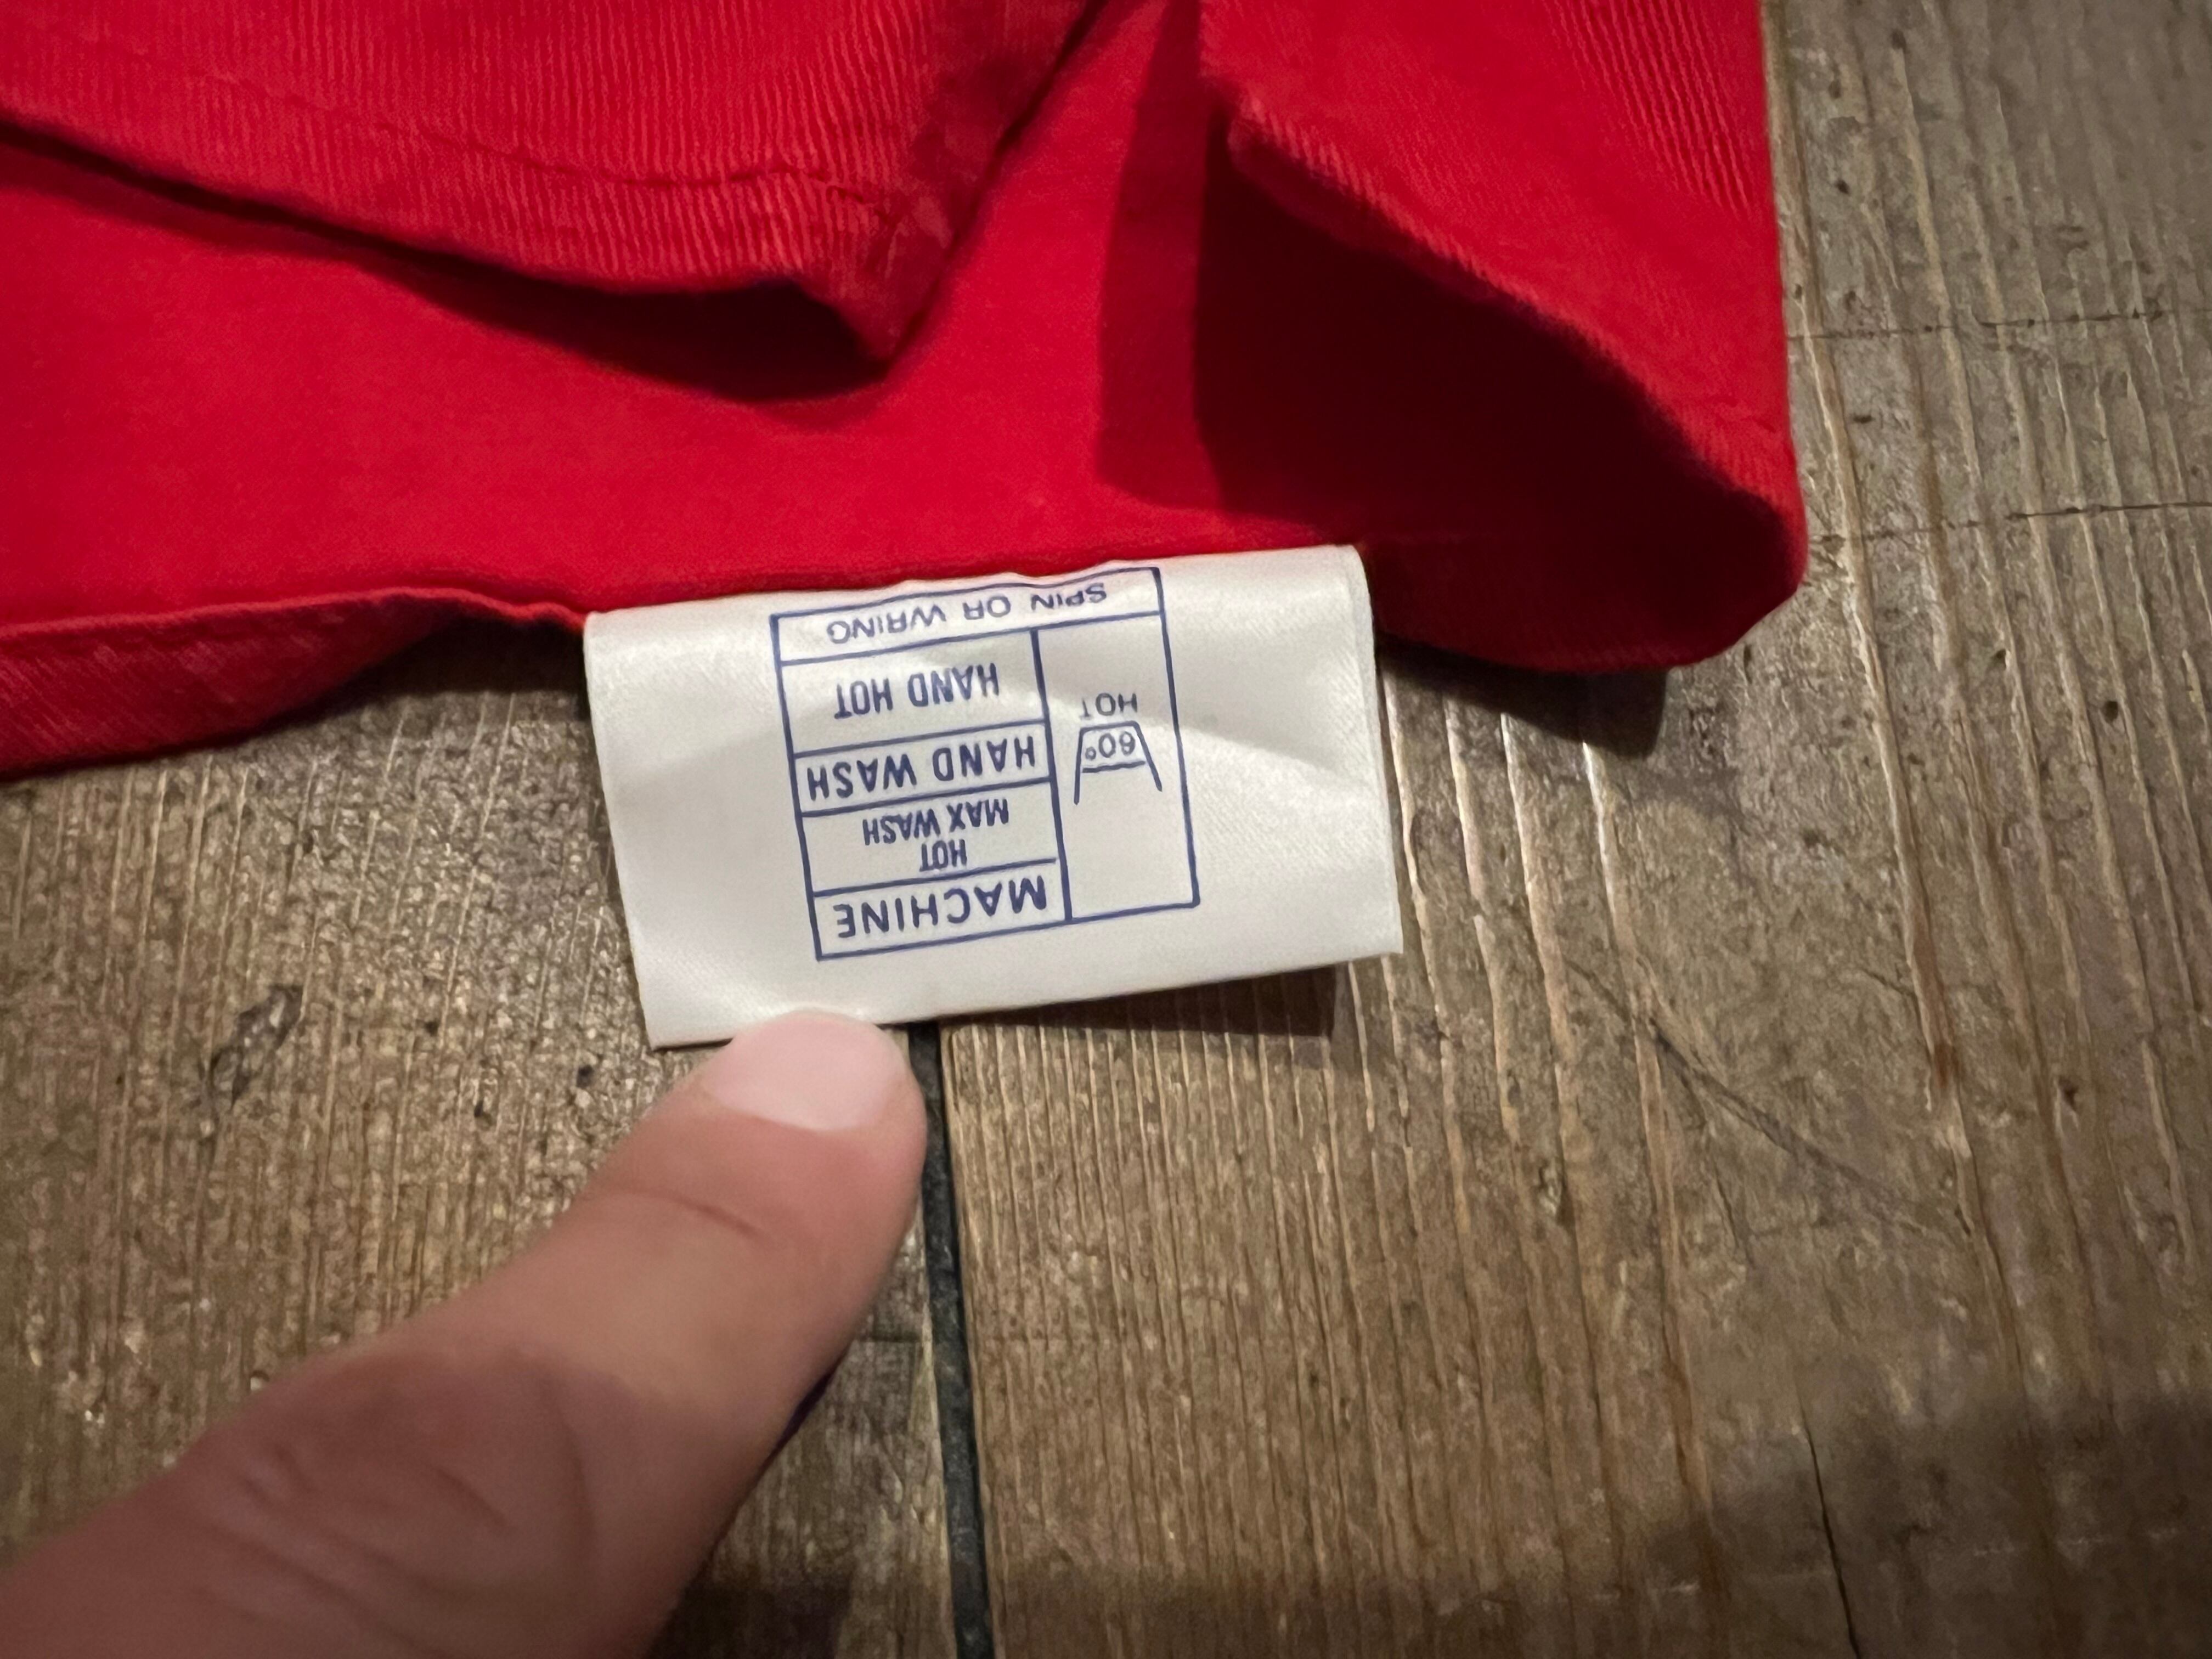 MACHINE
HOT
MAX WASH
HAND WASH
HAND HOT
60°
HOT
SPIN OR WRING